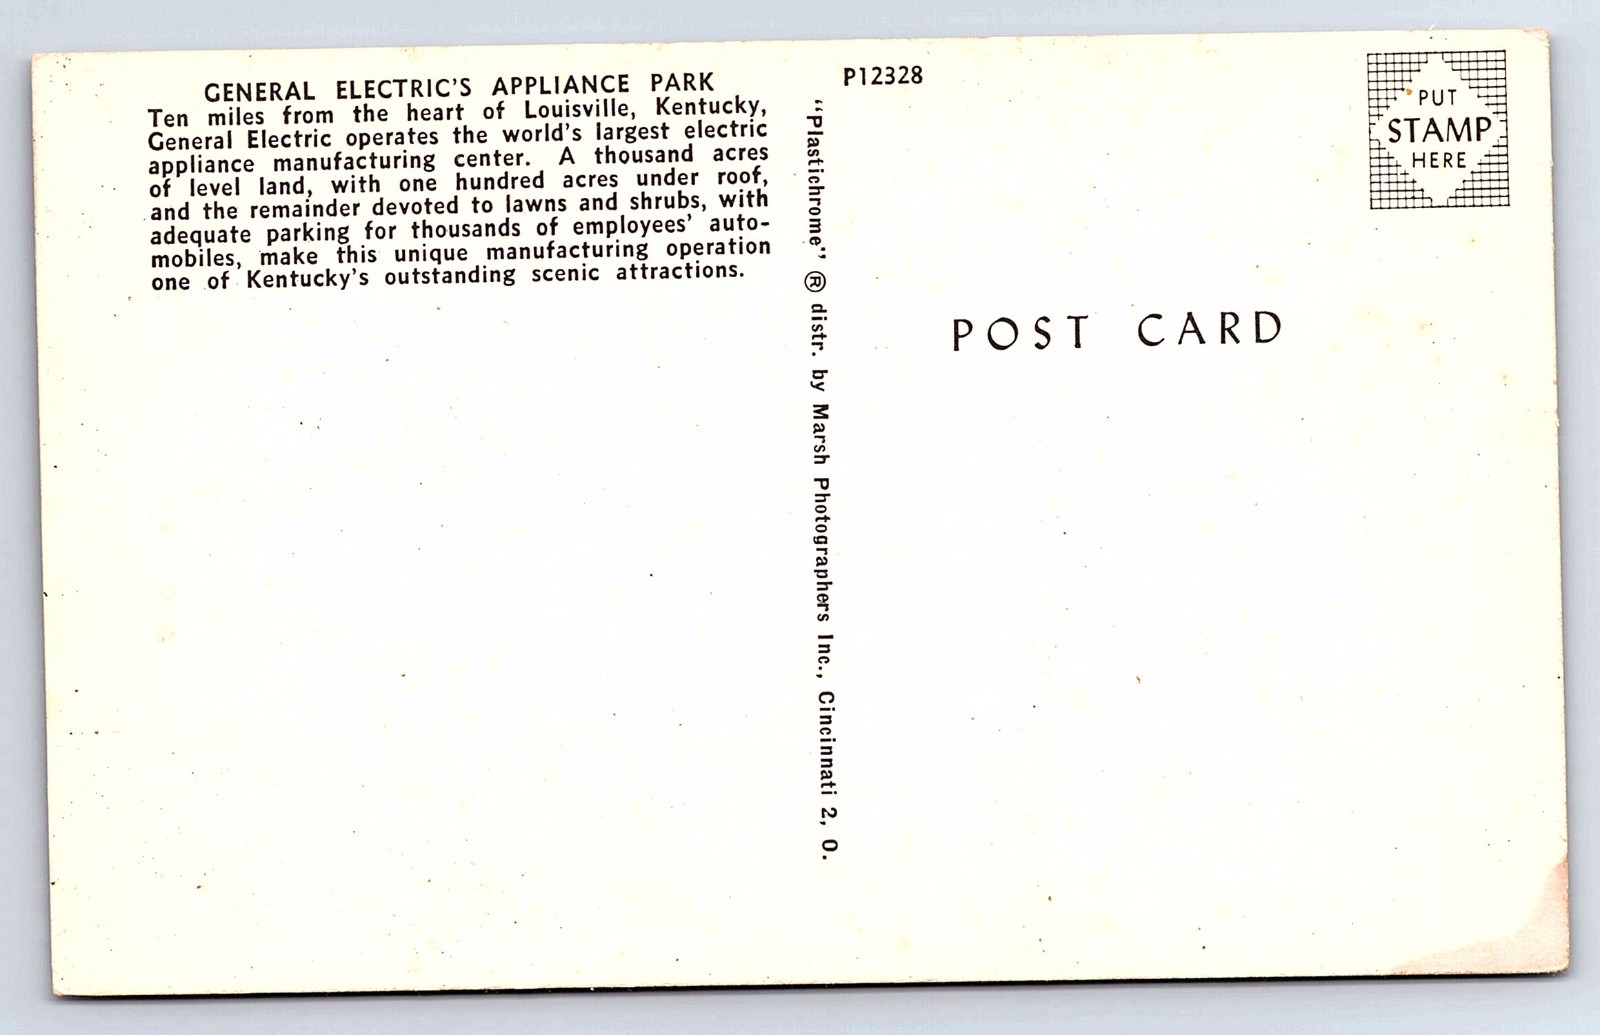 GENERAL ELECTRIC'S APPLIANCE PARK
Ten miles from the heart of Louisville, Kentucky,
General Electric operates the world's largest electric
appliance manufacturing center. A thousand acres
of level land, with one hundred acres under roof,
and the remainder devoted to lawns and shrubs, with
adequate parking for thousands of employees' auto-
mobiles, make this unique manufacturing operation
one of Kentucky's outstanding scenic attractions.
"Plastichrome" ® distr. by Marsh Photographers Inc., Cincinnati 2, O.
P12328
PUT
STAMP
HERE
POST CARD